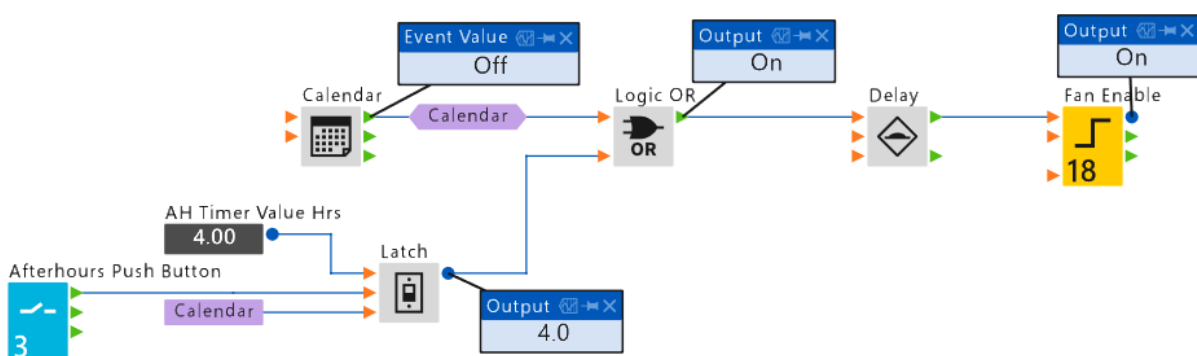 Event Value
Off
Output
On
Output
On
Calendar
Calendar
Logic OR
OR
Delay
Fan Enable
18
AH Timer Value Hrs
4.00
Latch
Afterhours Push Button
3
Calendar
Output
4.0